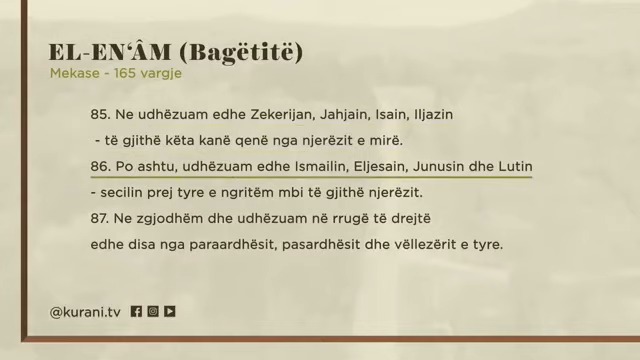 EL-EN‘ÂM (Bagëtitë)
Mekase - 165 vargje
85. Ne udhëzuam edhe Zekerijan, Jahjain, Isain, Iljazin
- të gjithë këta kanë qenë nga njerëzit e mirë.
86. Po ashtu, udhëzuam edhe Ismailin, Eljesain, Junusin dhe Lutin
- secilin prej tyre e ngritëm mbi të gjithë njerëzit.
87. Ne zgjodhëm dhe udhëzuam në rrugë të drejtë
edhe disa nga paraardhësit, pasardhësit dhe vëllezërit e tyre.
@kurani.tv